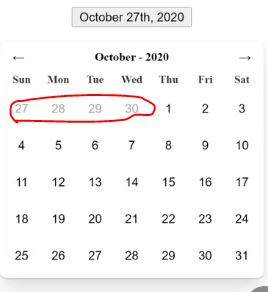 October 27th, 2020
← October - 2020 →
Sun Mon Tue Wed Thu Fri Sat
27 28 29 30 1 2 3
4 5 6 7 8 9 10
11 12 13 14 15 16 17
18 19 20 21 22 23 24
25 26 27 28 29 30 31